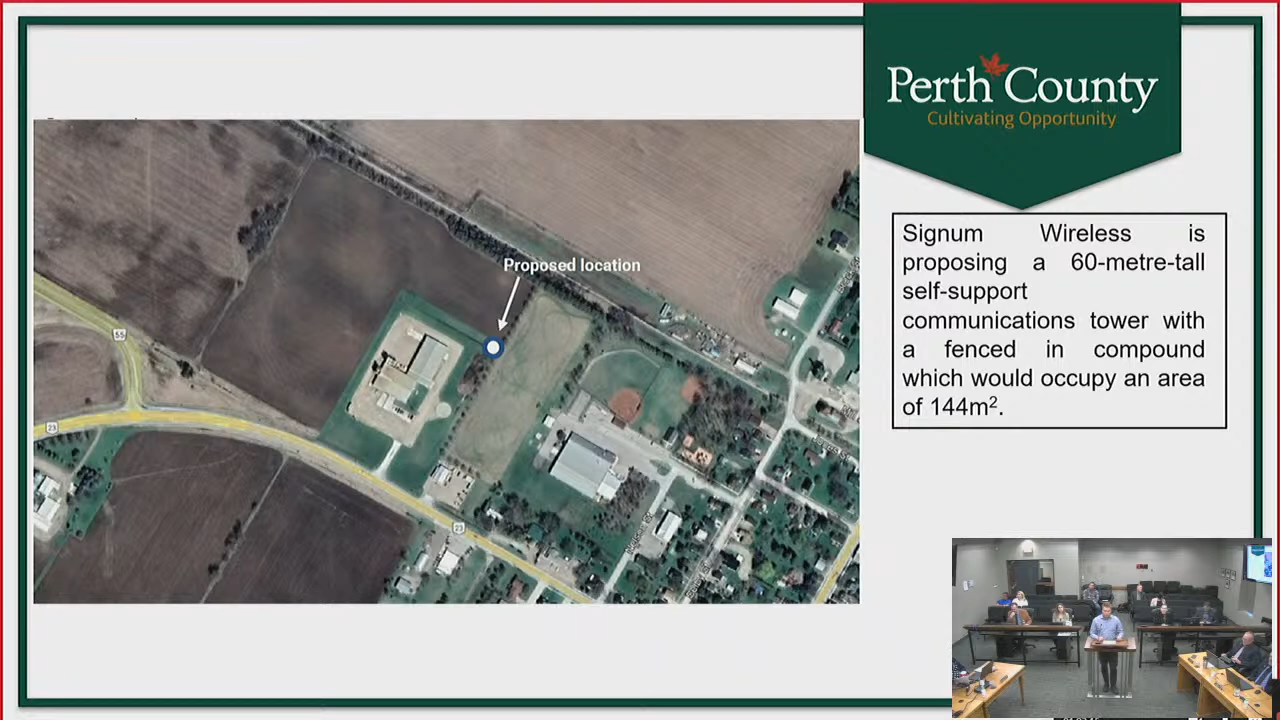 Perth County
Cultivating Opportunity
Signum Wireless is
proposing a 60-metre-tall
self-support
communications tower with
a fenced in compound
which would occupy an area
of 144m².
Proposed location
55
23
23